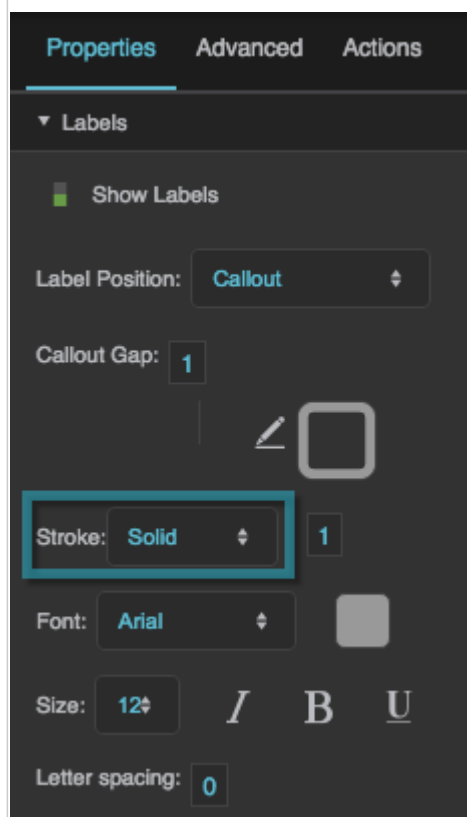 Properties Advanced Actions
Labels
Show Labels
Label Position: Callout
Callout Gap: 1
Stroke: Solid 1
Font: Arial
Size: 12 I B U
Letter spacing: 0